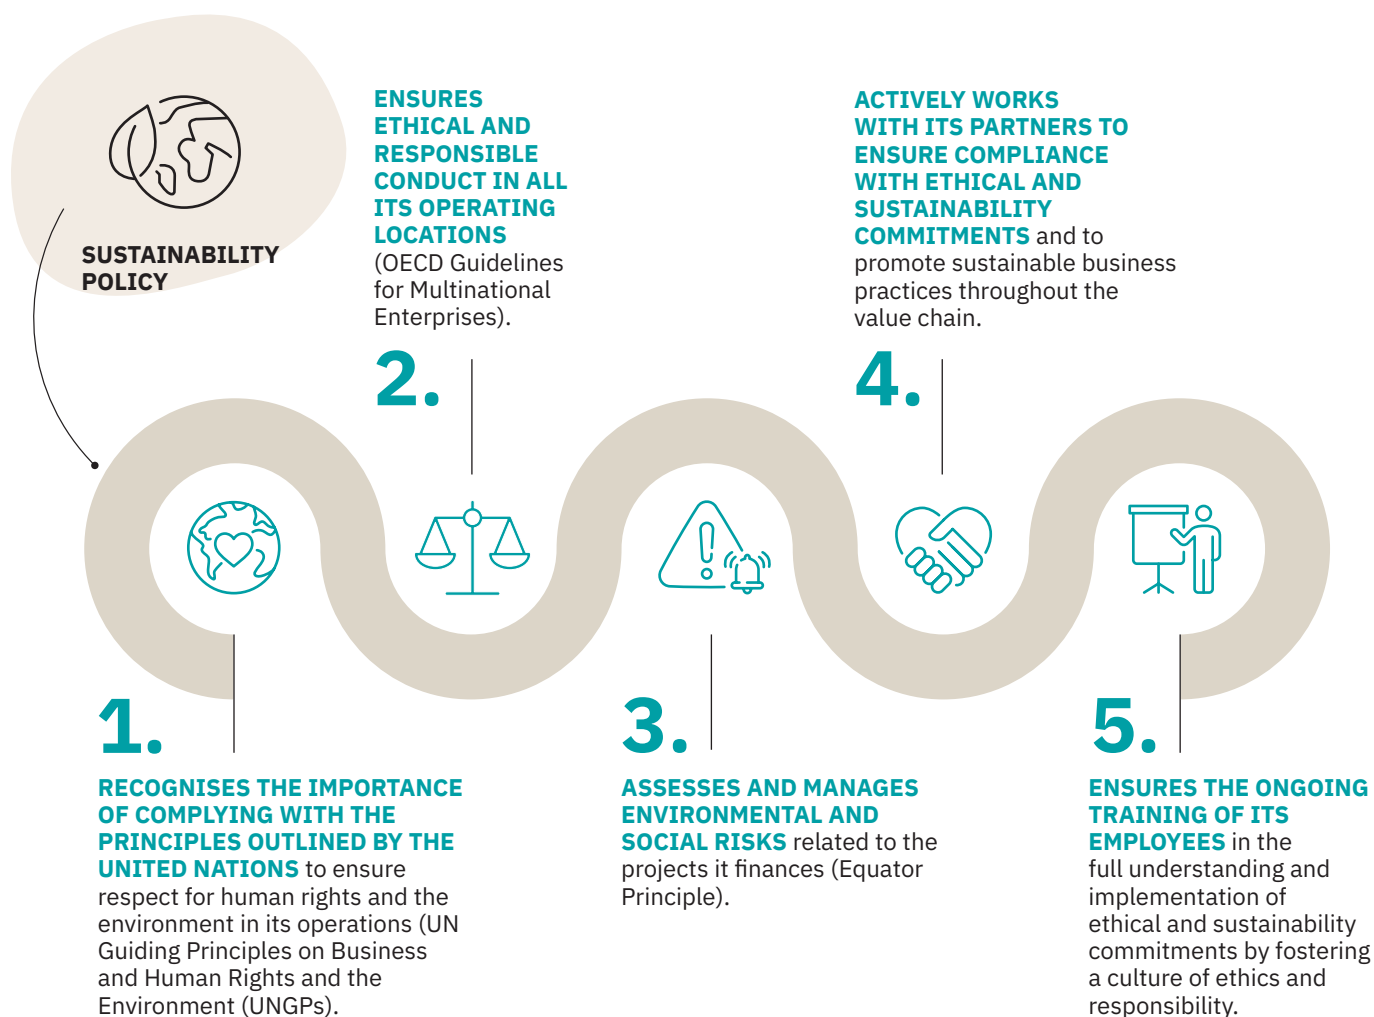 SUSTAINABILITY
POLICY
1.
RECOGNISES THE IMPORTANCE
OF COMPLYING WITH THE
PRINCIPLES OUTLINED BY THE
UNITED NATIONS to ensure
respect for human rights and the
environment in its operations (UN
Guiding Principles on Business
and Human Rights and the
Environment (UNGPs).
2.
ENSURES
ETHICAL AND
RESPONSIBLE
CONDUCT IN ALL
ITS OPERATING
LOCATIONS
(OECD Guidelines
for Multinational
Enterprises).
3.
ASSESSES AND MANAGES
ENVIRONMENTAL AND
SOCIAL RISKS related to the
projects it finances (Equator
Principle).
4.
ACTIVELY WORKS
WITH ITS PARTNERS TO
ENSURE COMPLIANCE
WITH ETHICAL AND
SUSTAINABILITY
COMMITMENTS and to
promote sustainable business
practices throughout the
value chain.
5.
ENSURES THE ONGOING
TRAINING OF ITS
EMPLOYEES in the
full understanding and
implementation of
ethical and sustainability
commitments by fostering
a culture of ethics and
responsibility.